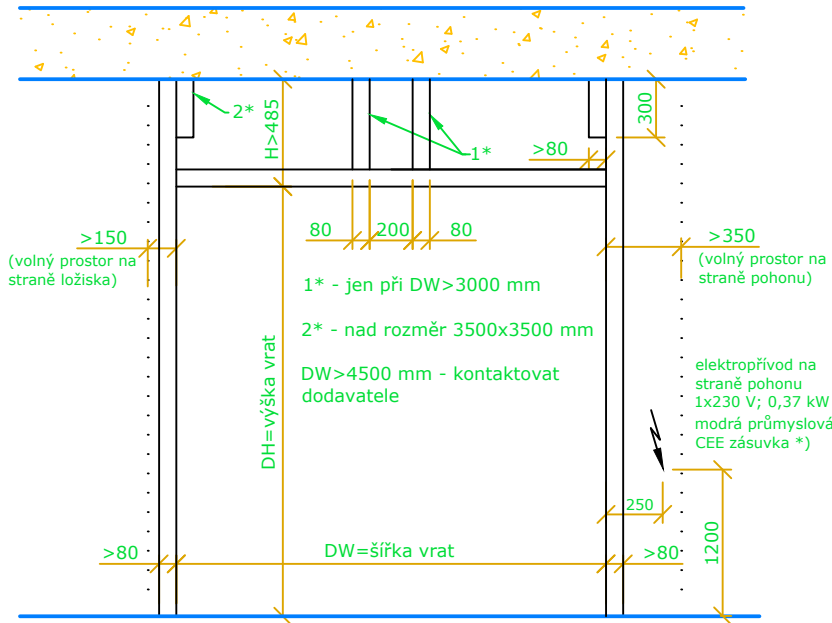 2*
H>485
1*
300
>80
>150
(volný prostor na
straně ložiska)
80
200
80
>350
(volný prostor na
straně pohonu)
1* - jen při DW>3000 mm
2* - nad rozměr 3500x3500 mm
DW>4500 mm - kontaktovat
dodavatele
DH=výška vrat
elektropřívod na
straně pohonu
1x230 V; 0,37 kW
modrá průmyslová
CEE zásuvka *)
250
1200
>80
DW=šířka vrat
>80